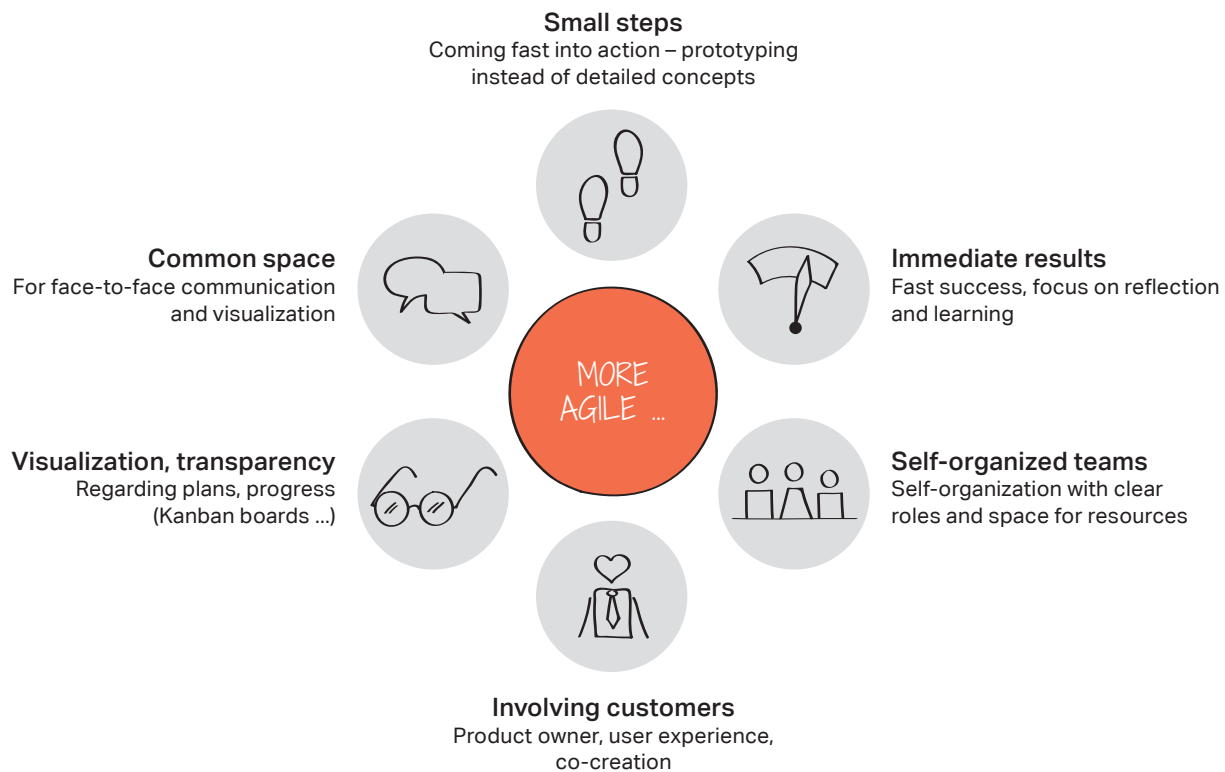 Small steps
Coming fast into action – prototyping
instead of detailed concepts
Common space
For face-to-face communication
and visualization
Immediate results
Fast success, focus on reflection
and learning
MORE
AGILE ...
Visualization, transparency
Regarding plans, progress
(Kanban boards ...)
Self-organized teams
Self-organization with clear
roles and space for resources
Involving customers
Product owner, user experience,
co-creation